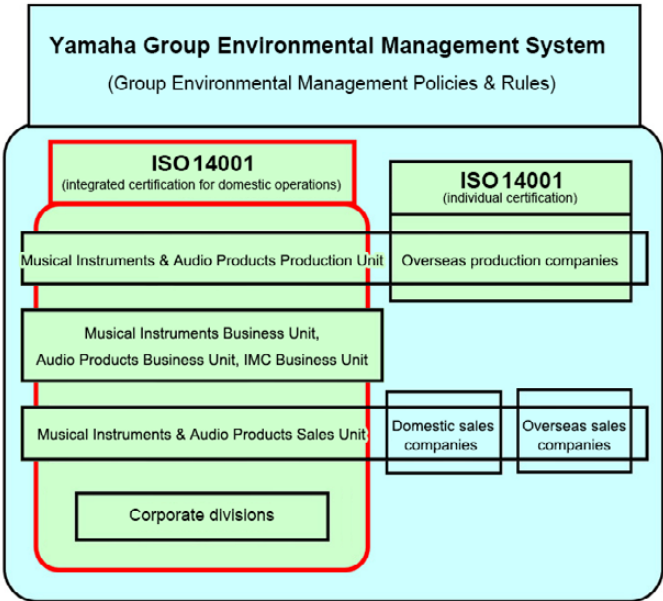 Yamaha Group Environmental Management System
(Group Environmental Management Policies & Rules)
ISO 14001
(integrated certification for domestic operations)
ISO 14001
(individual certification)
Musical Instruments & Audio Products Production Unit
Overseas production companies
Musical Instruments Business Unit,
Audio Products Business Unit, IMC Business Unit
Musical Instruments & Audio Products Sales Unit
Domestic sales
companies
Overseas sales
companies
Corporate divisions